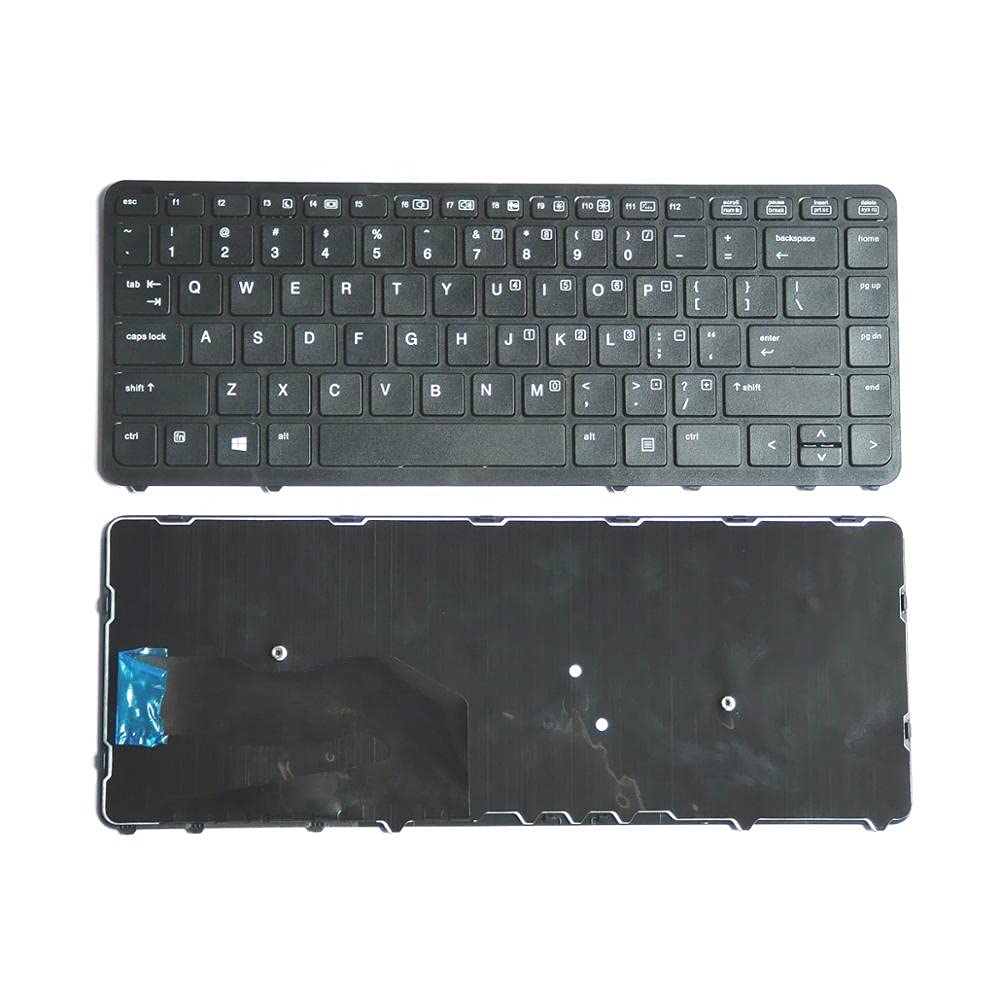 esc f1 f2 f3 f4 f5 f6 f7 f8 f9 f10 f11 f12 scroll pause insert delete
num lk break prt sc sys rq
~ ! @ # $ % ^ & 7 * 8 ( 9 ) / — + backspace home
` 1 2 3 4 5 6 7 8 9 0 - = ←
tab Q W E R T Y U 4 I 5 O 6 P * { } | pg up
[ ] \
caps lock A S D F G H J 1 K 2 L 3 : − “ enter pg dn
; ‘ ↵
shift ↑ Z X C V B N M 0 < > • ? + ↑ shift end
, . /
ctrl fn alt alt ctrl < ∧ >
∨